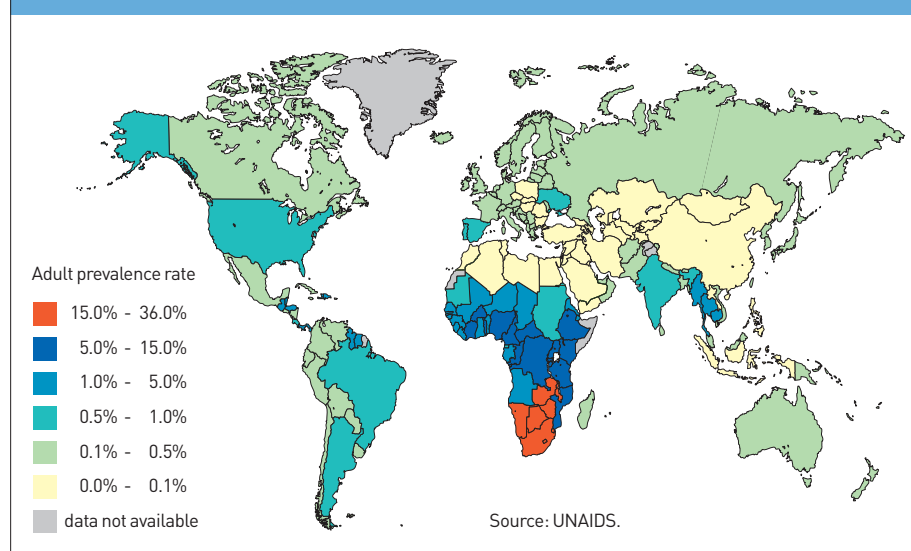 Adult prevalence rate
15.0% - 36.0%
5.0% - 15.0%
1.0% - 5.0%
0.5% - 1.0%
0.1% - 0.5%
0.0% - 0.1%
data not available
Source: UNAIDS.